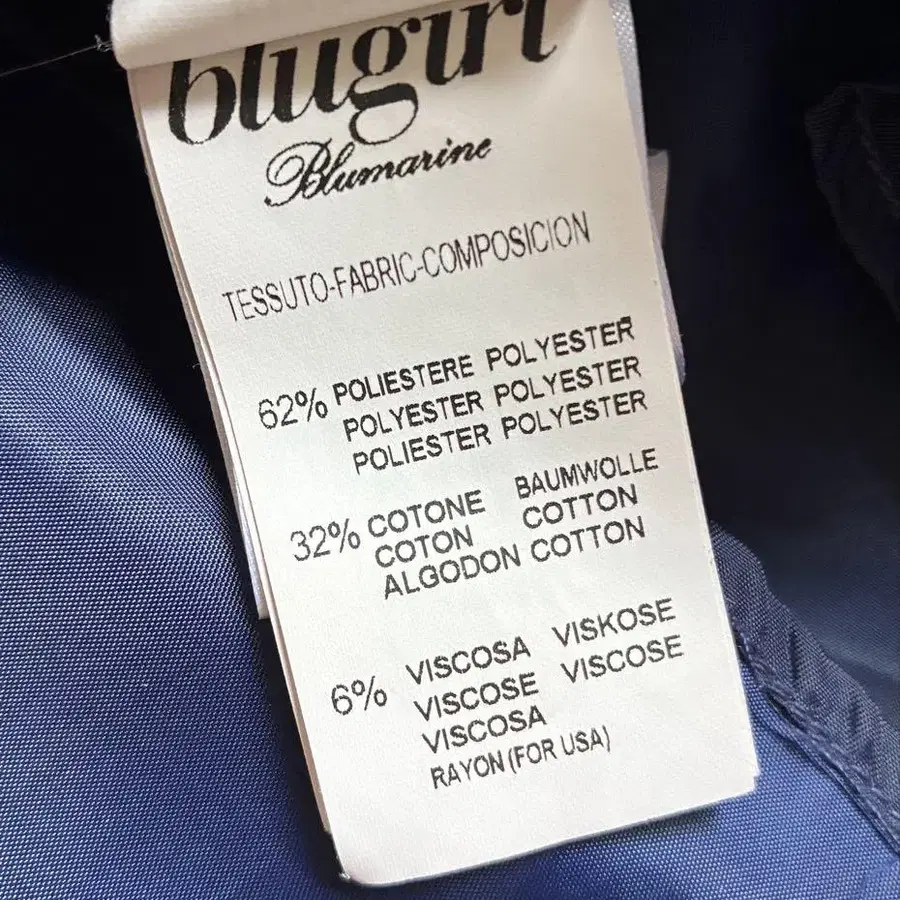 blugirl
Blumarine
TESSUTO-FABRIC-COMPOSICION
62% POLIESTERE POLYESTER
POLYESTER POLYESTER
POLIESTER POLYESTER
32% COTONE BAUMWOLLE
COTON COTTON
ALGODON COTTON
6% VISCOSA VISKOSE
VISCOSE VISCOSE
VISCOSA
RAYON (FOR USA)